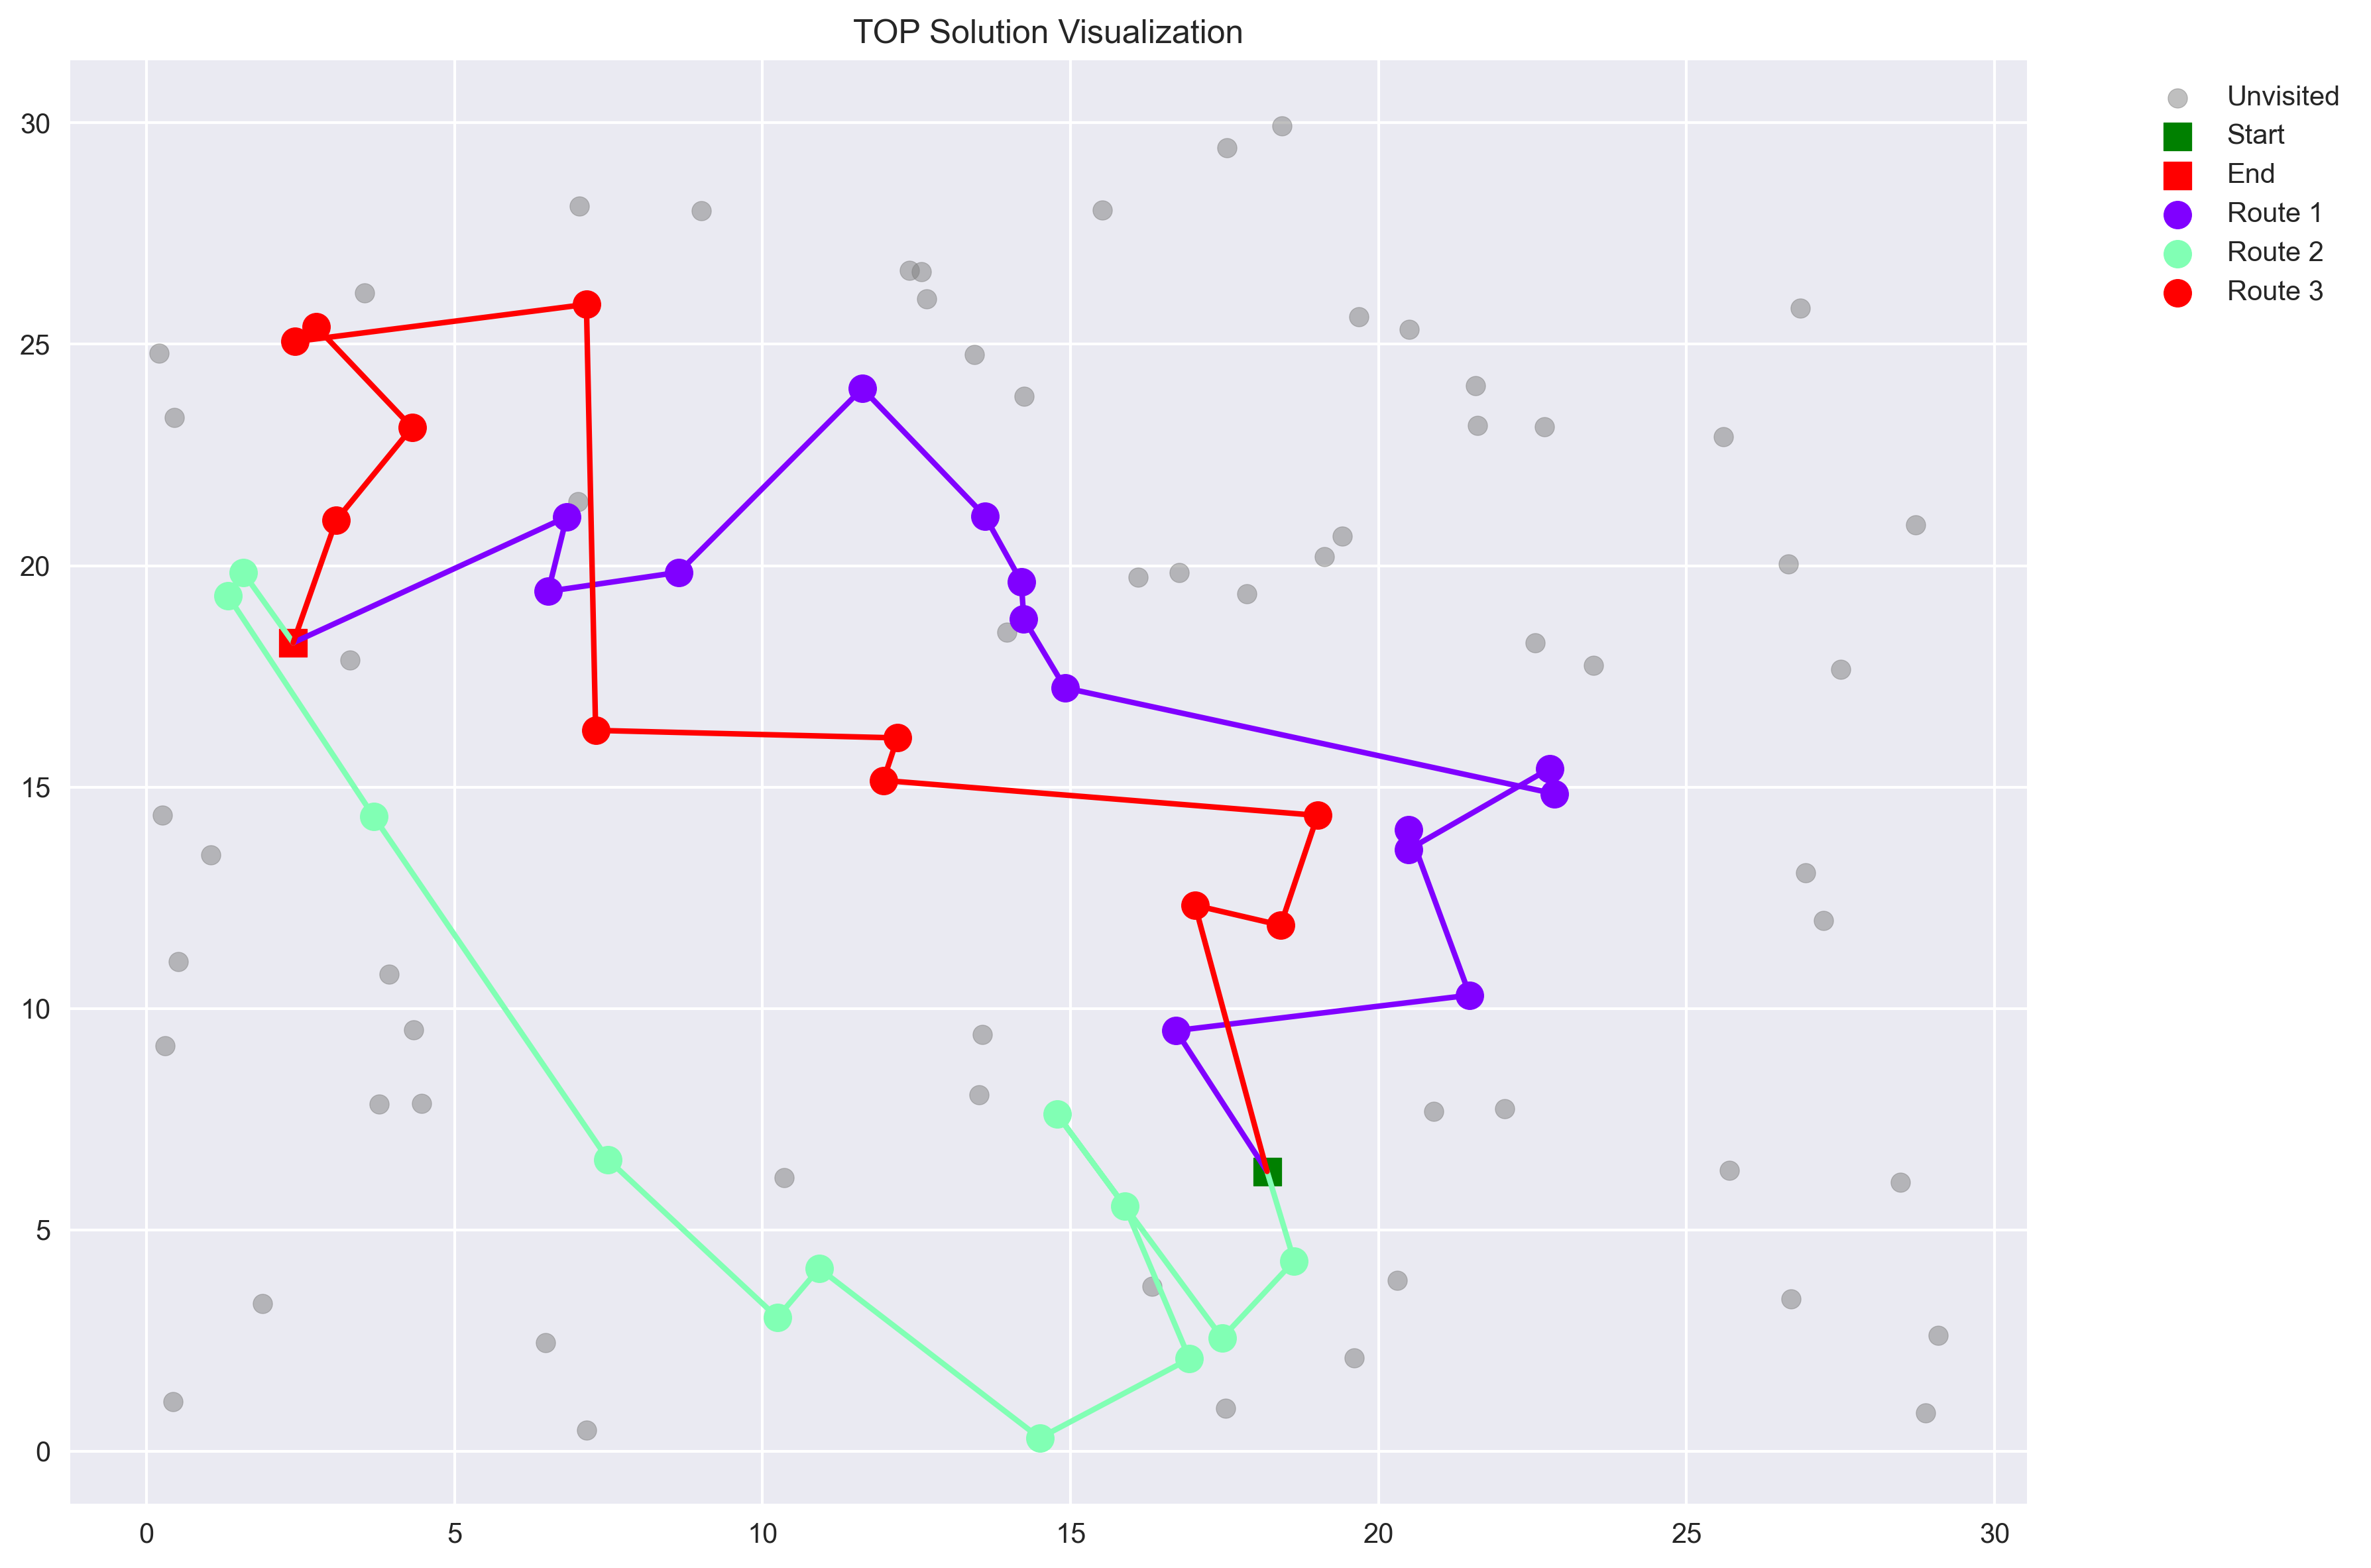 TOP Solution Visualization
30
25
20
15
10
5
0
0 5 10 15 20 25 30
Unvisited
Start
End
Route 1
Route 2
Route 3